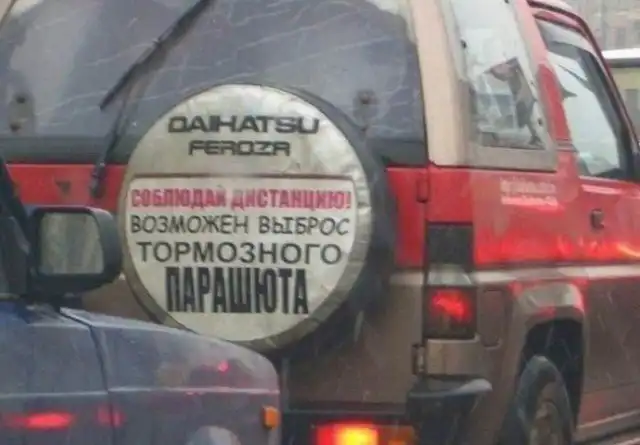 DAIHATSU
FEROZA
СОБЛЮДАЙ ДИСТАНЦИЮ!
ВОЗМОЖЕН ВЫБРОС
ТОРМОЗНОГО
ПАРАШЮТА